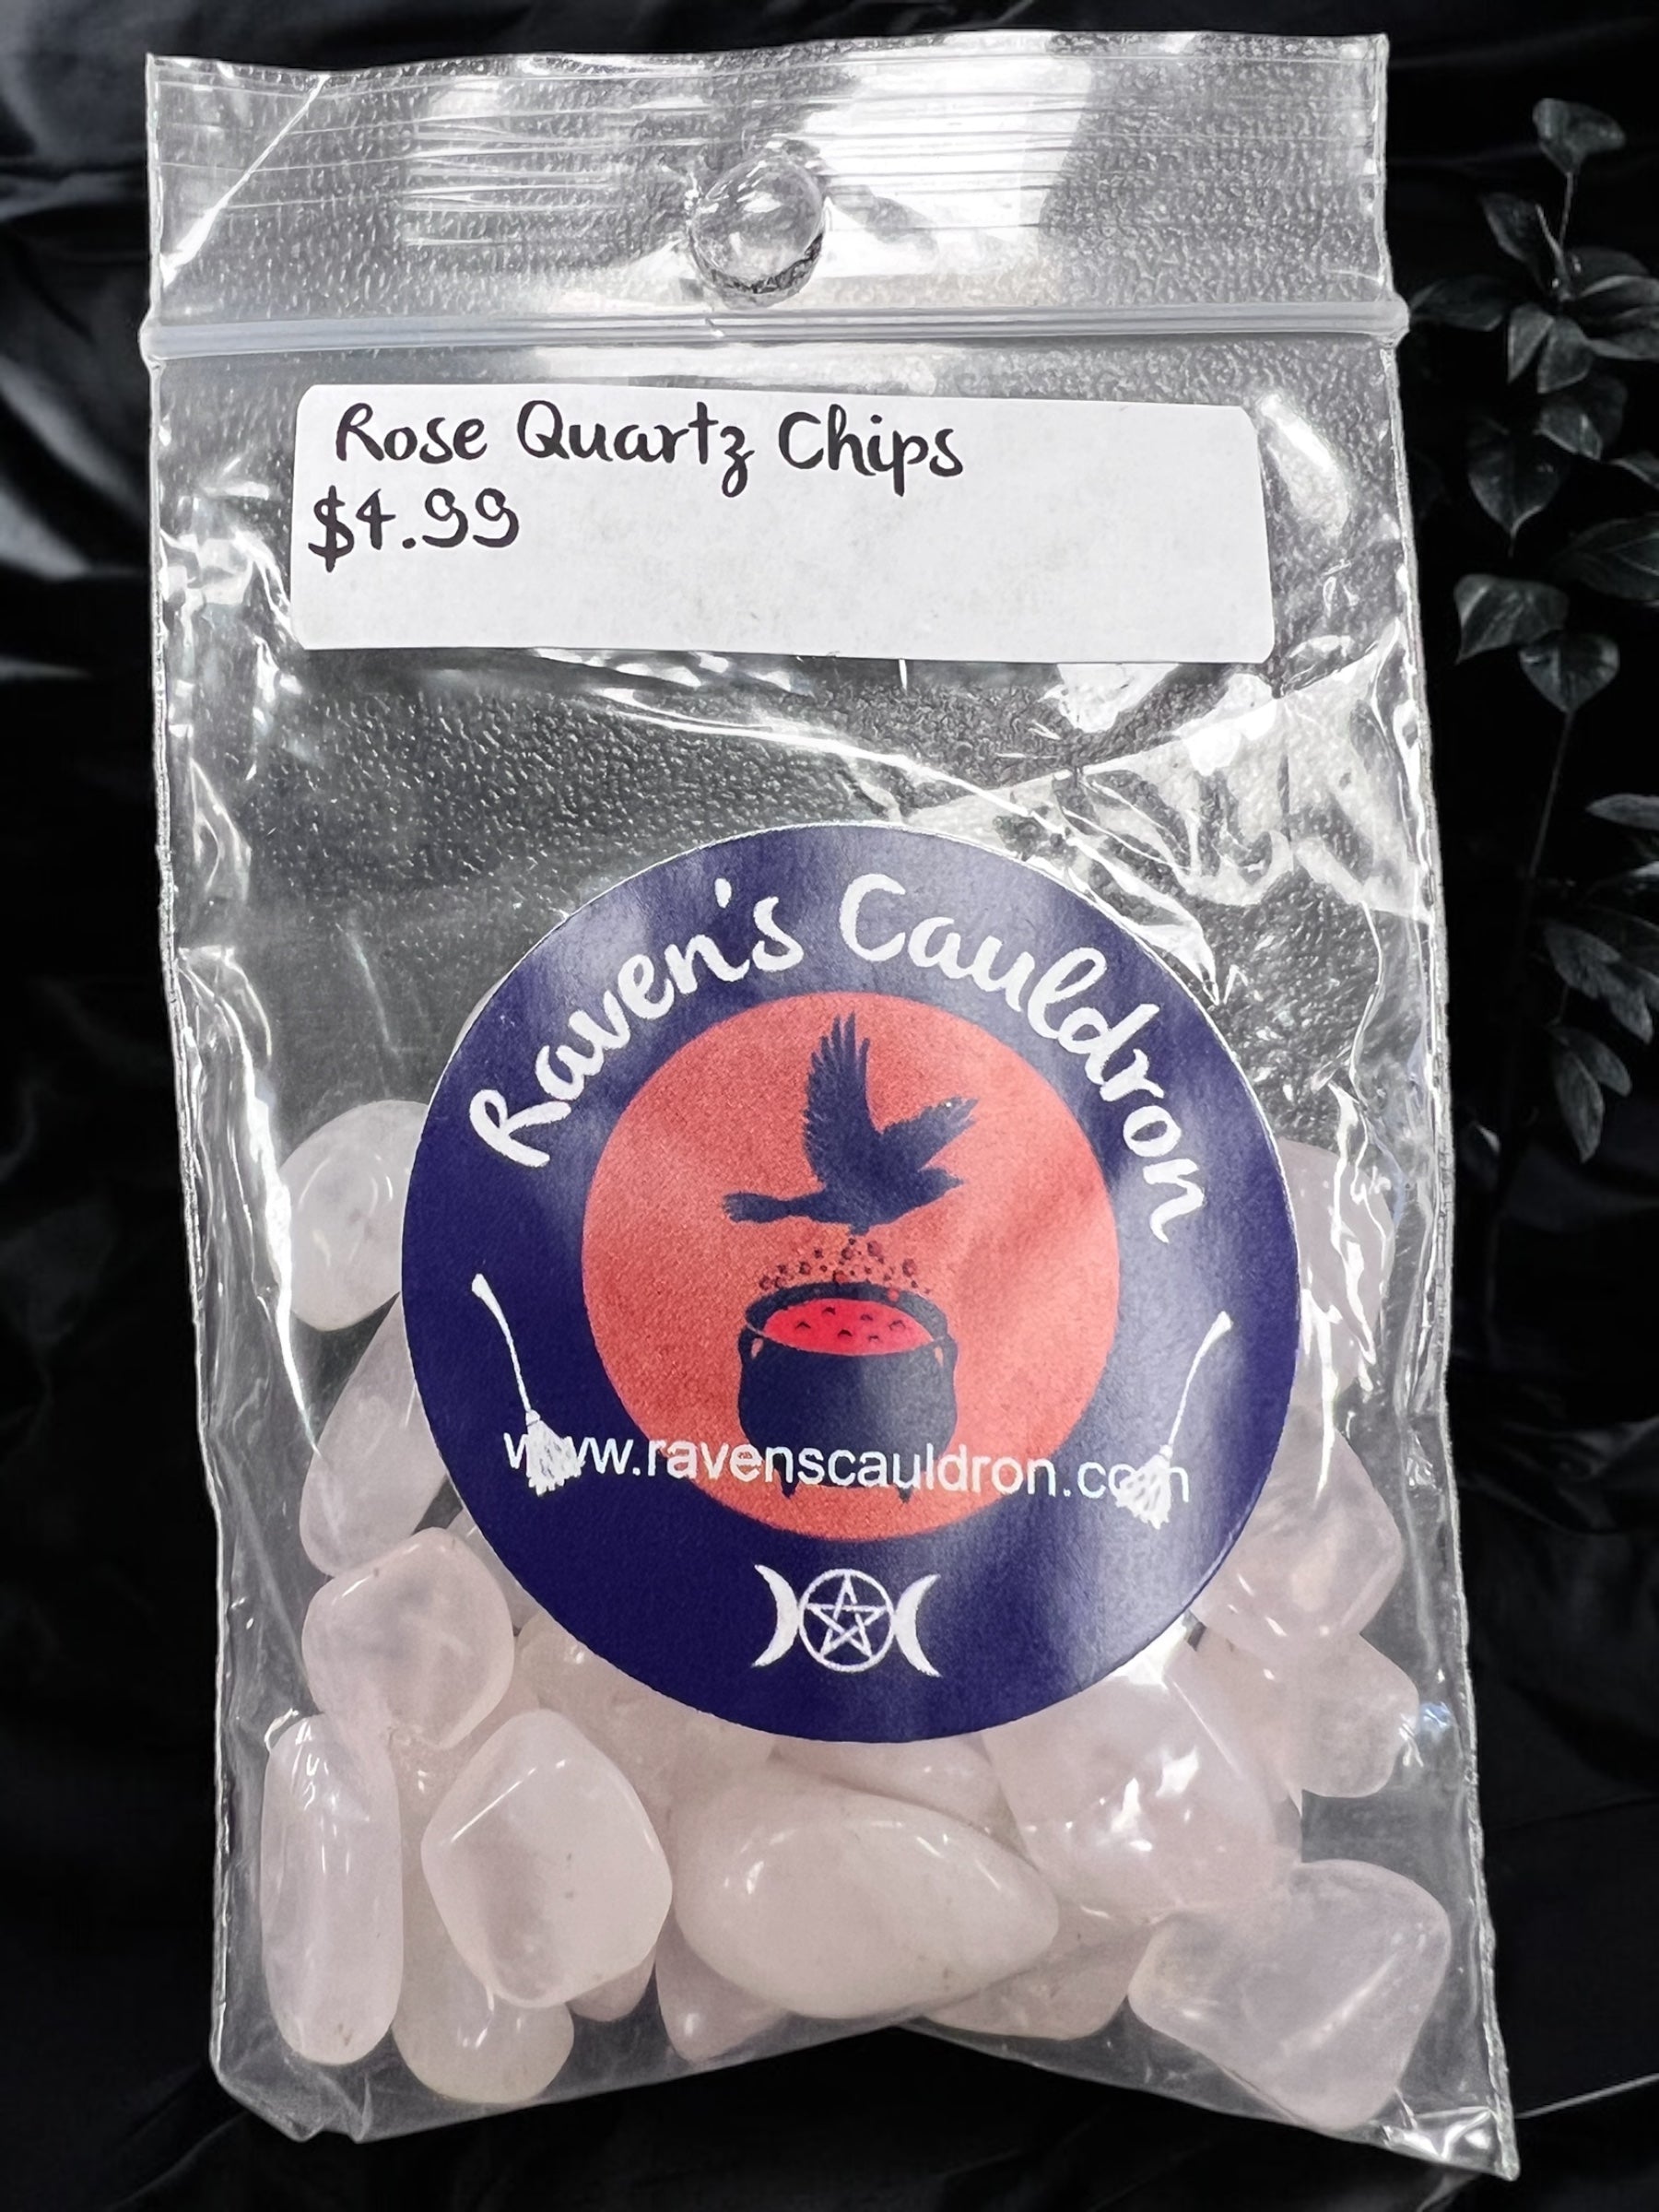 Rose Quartz Chips
$4.99
Raven's Cauldron
www.ravenscauldron.com